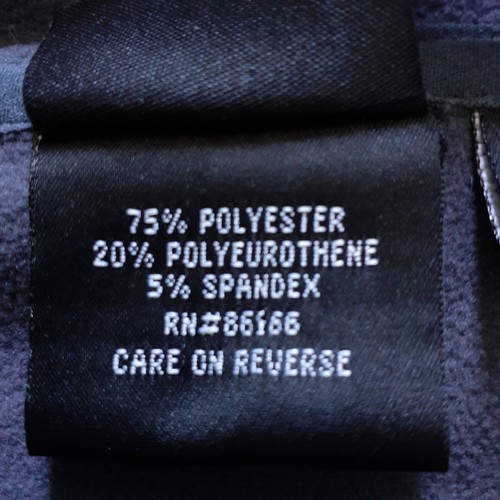 75% POLYESTER
20% POLYEUROTHENE
5% SPANDEX
RN#86166
CARE ON REVERSE